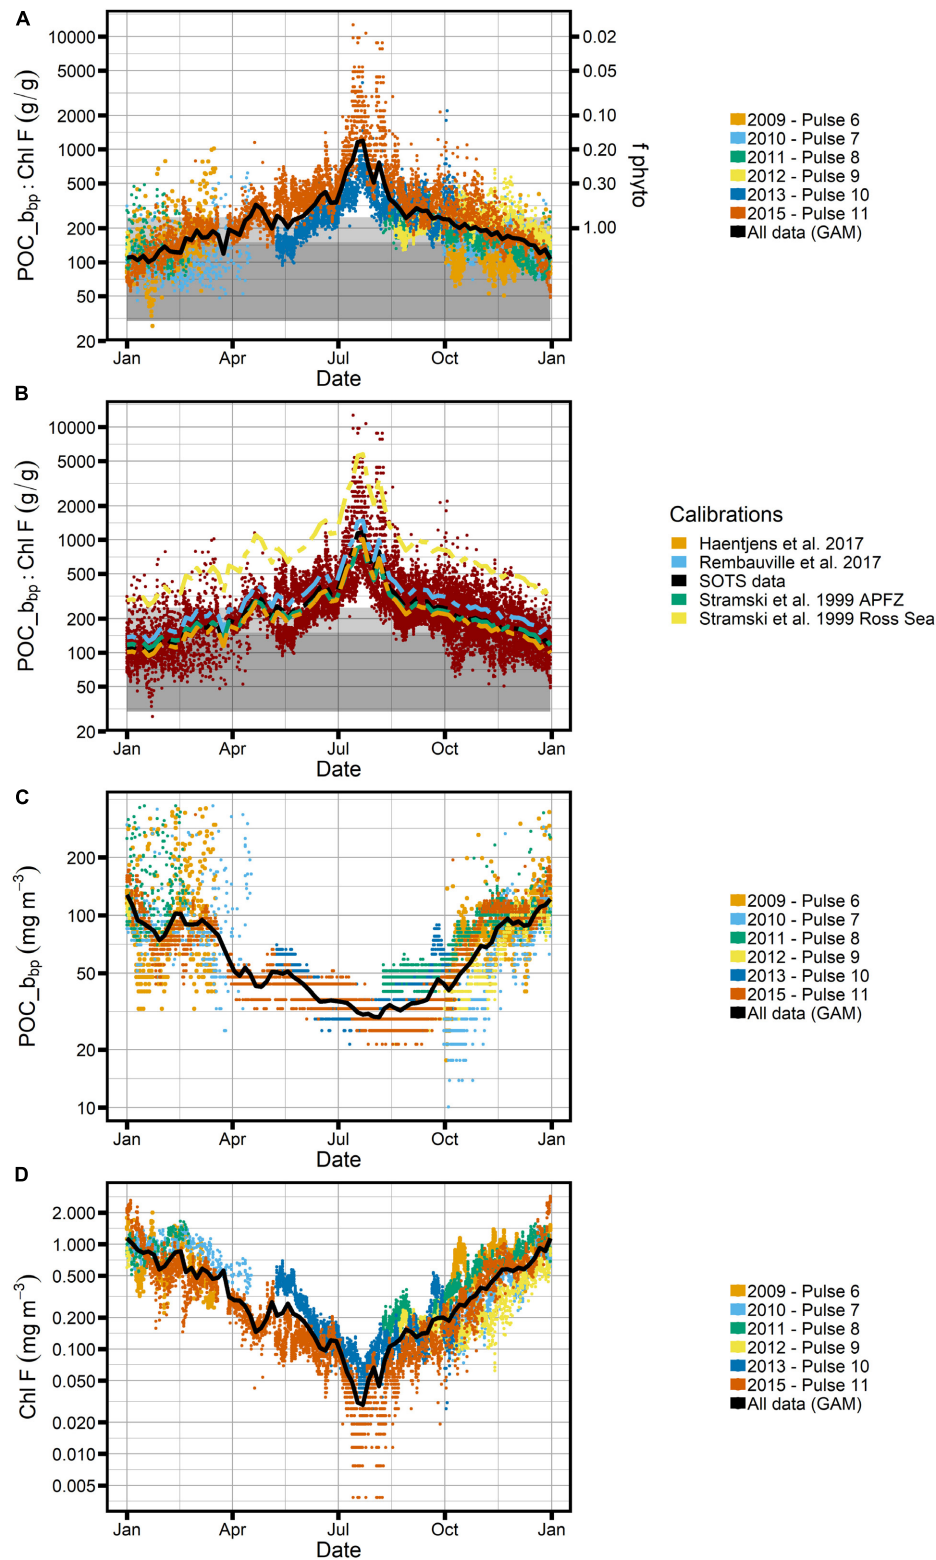 A
POC_b_bp : Chl F (g/g)
10000
5000
2000
1000
500
200
100
50
20
0.02
0.05
0.10
0.20
0.30
1.00
f phyto
Jan Apr Jul Oct Jan
Date
2009 - Pulse 6
2010 - Pulse 7
2011 - Pulse 8
2012 - Pulse 9
2013 - Pulse 10
2015 - Pulse 11
All data (GAM)
B
POC_b_bp : Chl F (g/g)
10000
5000
2000
1000
500
200
100
50
20
Jan Apr Jul Oct Jan
Date
Calibrations
Haentjens et al. 2017
Rembauville et al. 2017
SOTS data
Stramski et al. 1999 APFZ
Stramski et al. 1999 Ross Sea
C
POC_b_bp (mg m⁻³)
200
100
50
20
10
Jan Apr Jul Oct Jan
Date
2009 - Pulse 6
2010 - Pulse 7
2011 - Pulse 8
2012 - Pulse 9
2013 - Pulse 10
2015 - Pulse 11
All data (GAM)
D
Chl F (mg m⁻³)
2.000
1.000
0.500
0.200
0.100
0.050
0.020
0.010
0.005
Jan Apr Jul Oct Jan
Date
2009 - Pulse 6
2010 - Pulse 7
2011 - Pulse 8
2012 - Pulse 9
2013 - Pulse 10
2015 - Pulse 11
All data (GAM)